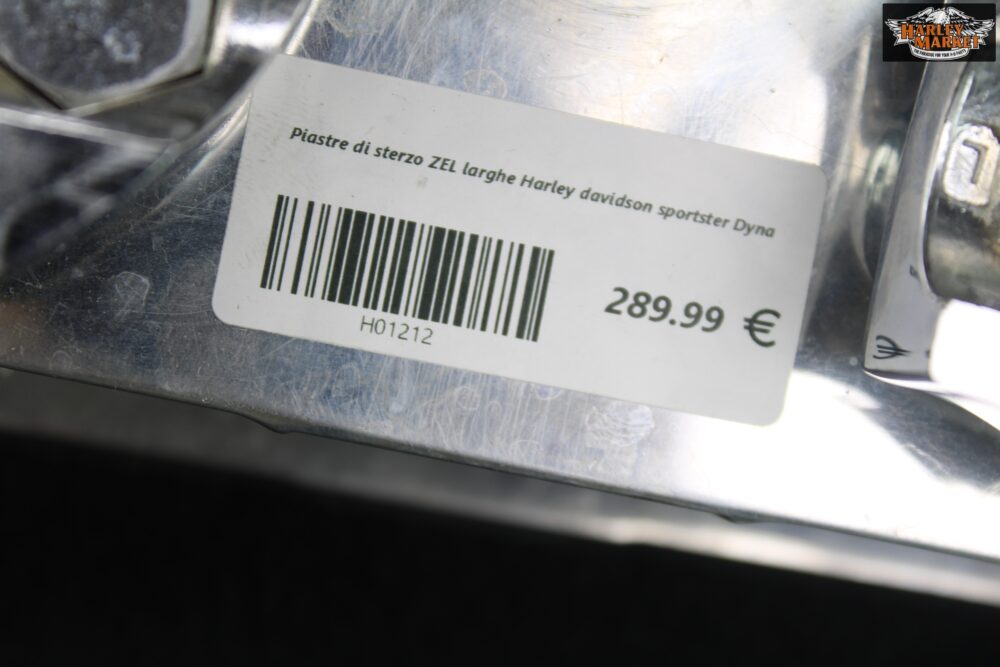 HARLEY
MARKET
Piastre di sterzo ZEL larghe Harley davidson sportster Dyna
289.99 €
H01212